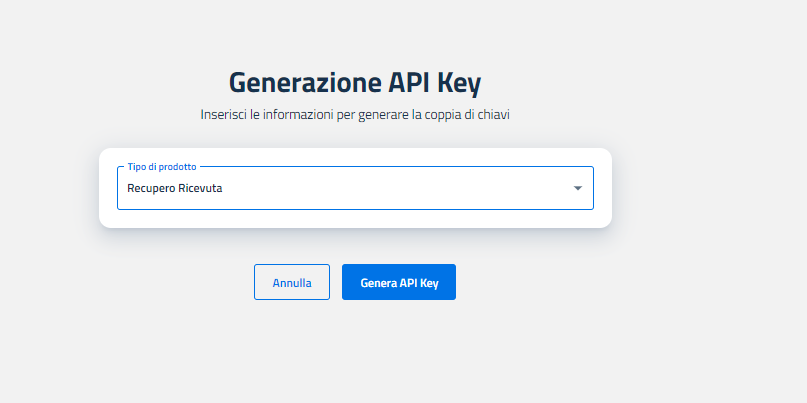 Generazione API Key
Inserisci le informazioni per generare la coppia di chiavi
Tipo di prodotto
Recupero Ricevuta
Annulla
Genera API Key